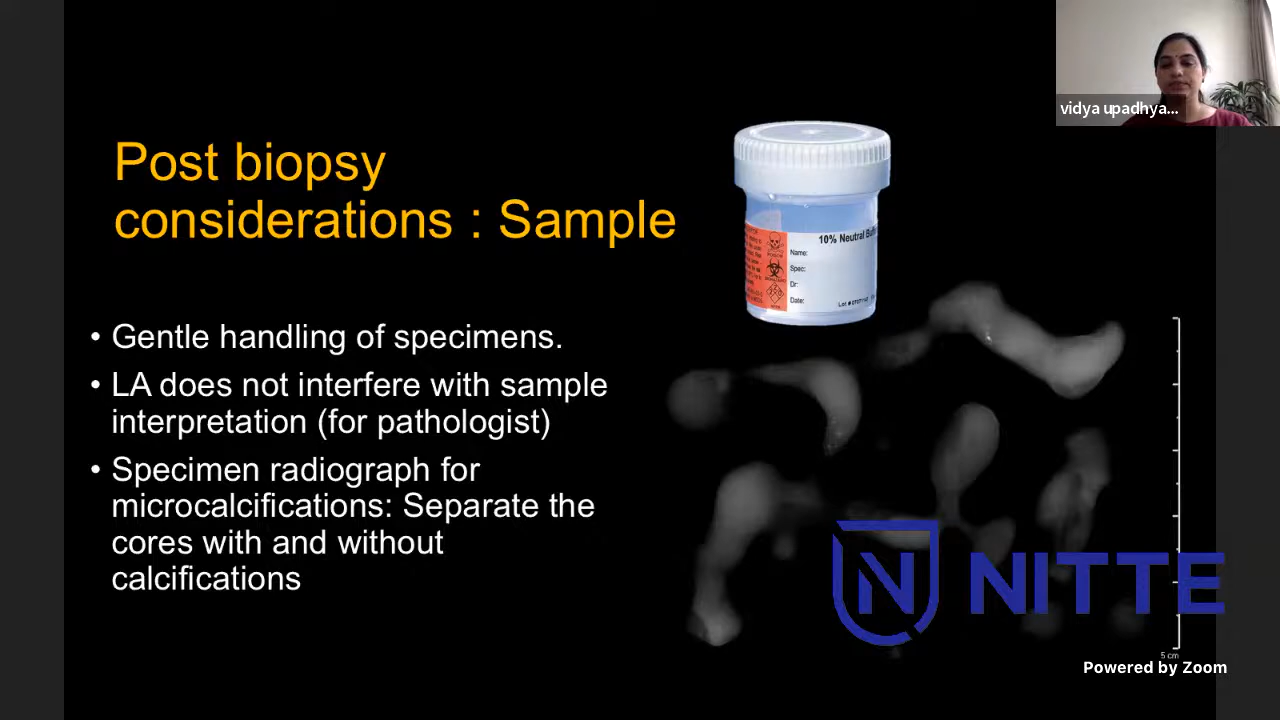 vidya upadhya...
Post biopsy
considerations : Sample
10% Neutral Buf
Name:
Spec:
Dr:
Date:
• Gentle handling of specimens.
• LA does not interfere with sample
interpretation (for pathologist)
• Specimen radiograph for
microcalcifications: Separate the
cores with and without
calcifications
N NITTE
5 cm
Powered by Zoom